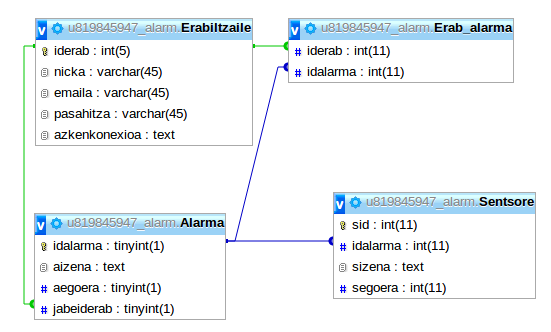 v u819845947_alarm.Erabiltzaile
iderab : int(5)
nicka : varchar(45)
emaila : varchar(45)
pasahitza : varchar(45)
azkenkonexioa : text
v u819845947_alarm.Erab_alarma
# iderab : int(11)
# idalarma : int(11)
v u819845947_alarm.Alarma
idalarma : tinyint(1)
aizena : text
# aegoera : tinyint(1)
# jabeiderab : tinyint(1)
v u819845947_alarm.Sentsore
sid : int(11)
# idalarma : int(11)
sizena : text
# segoera : int(11)